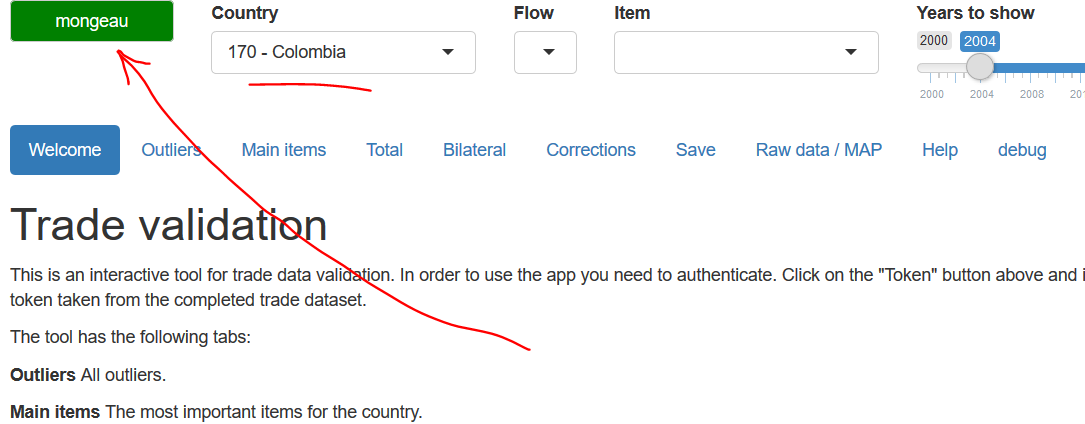 mongeau
Country
Flow
Item
Years to show
170 - Colombia
2000
2004
2000
2004
2008
Welcome
Outliers
Main items
Total
Bilateral
Corrections
Save
Raw data / MAP
Help
debug
Trade validation
This is an interactive tool for trade data validation. In order to use the app you need to authenticate. Click on the "Token" button above and
token taken from the completed trade dataset.
The tool has the following tabs:
Outliers All outliers.
Main items The most important items for the country.